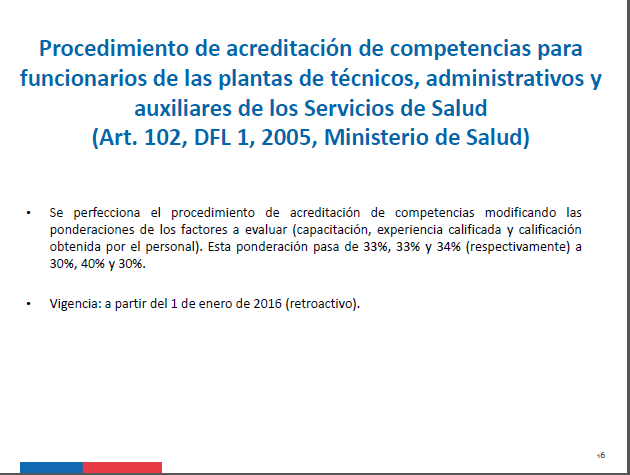 Procedimiento de acreditación de competencias para
funcionarios de las plantas de técnicos, administrativos y
auxiliares de los Servicios de Salud
(Art. 102, DFL 1, 2005, Ministerio de Salud)
• Se perfecciona el procedimiento de acreditación de competencias modificando las
ponderaciones de los factores a evaluar (capacitación, experiencia calificada y calificación
obtenida por el personal). Esta ponderación pasa de 33%, 33% y 34% (respectivamente) a
30%, 40% y 30%.
• Vigencia: a partir del 1 de enero de 2016 (retroactivo).
16